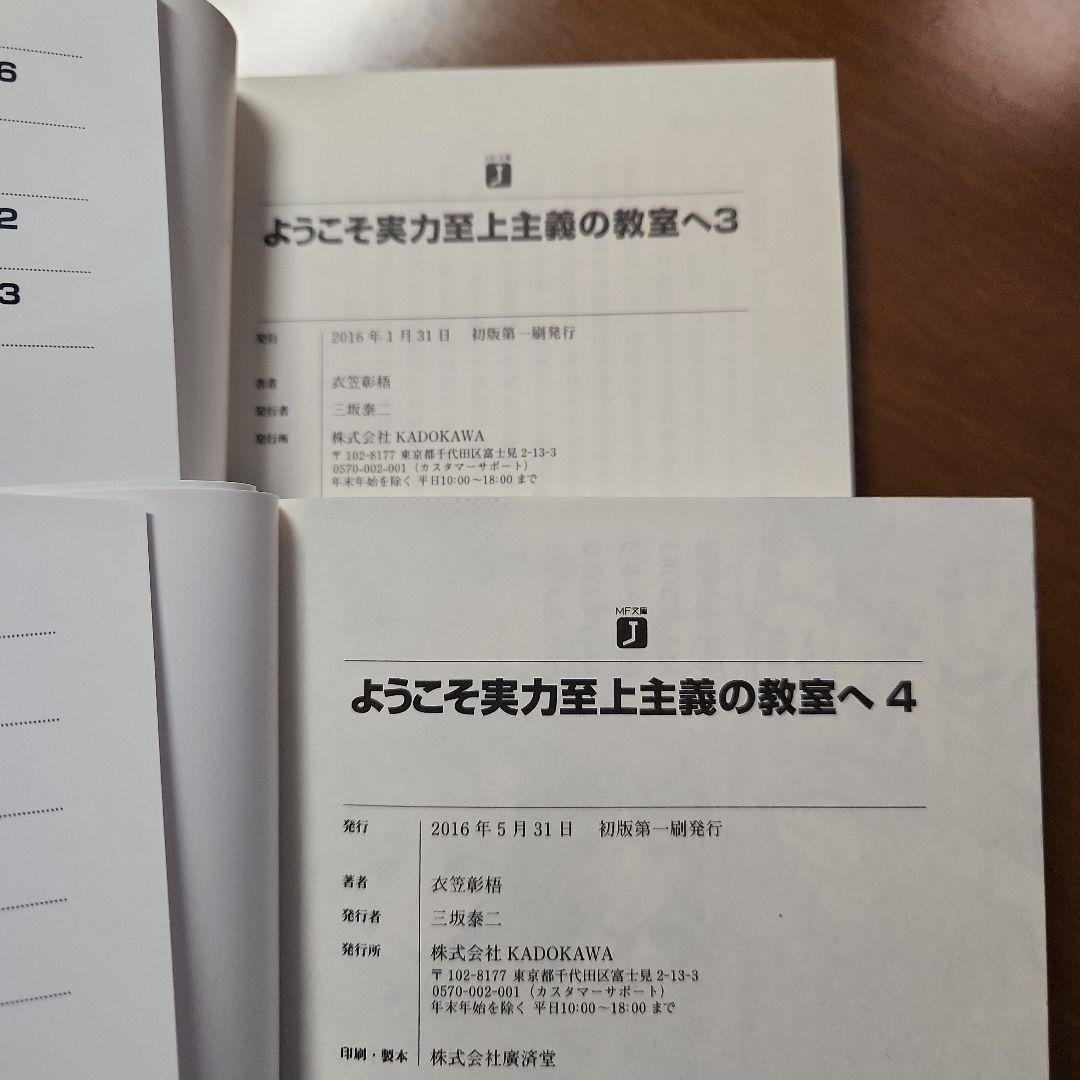 6
2
3
MF文庫
J
ようこそ実力至上主義の教室へ3
発行 2016年1月31日 初版第一刷発行
著者 衣笠彰梧
発行者 三坂泰二
発行所 株式会社 KADOKAWA
〒102-8177 東京都千代田区富士見 2-13-3
0570-002-001（カスタマーサポート）
年末年始を除く 平日10:00～18:00 まで
MF文庫
J
ようこそ実力至上主義の教室へ 4
発行 2016年5月31日 初版第一刷発行
著者 衣笠彰梧
発行者 三坂泰二
発行所 株式会社 KADOKAWA
〒102-8177 東京都千代田区富士見 2-13-3
0570-002-001（カスタマーサポート）
年末年始を除く 平日10:00～18:00 まで
印刷・製本 株式会社廣済堂